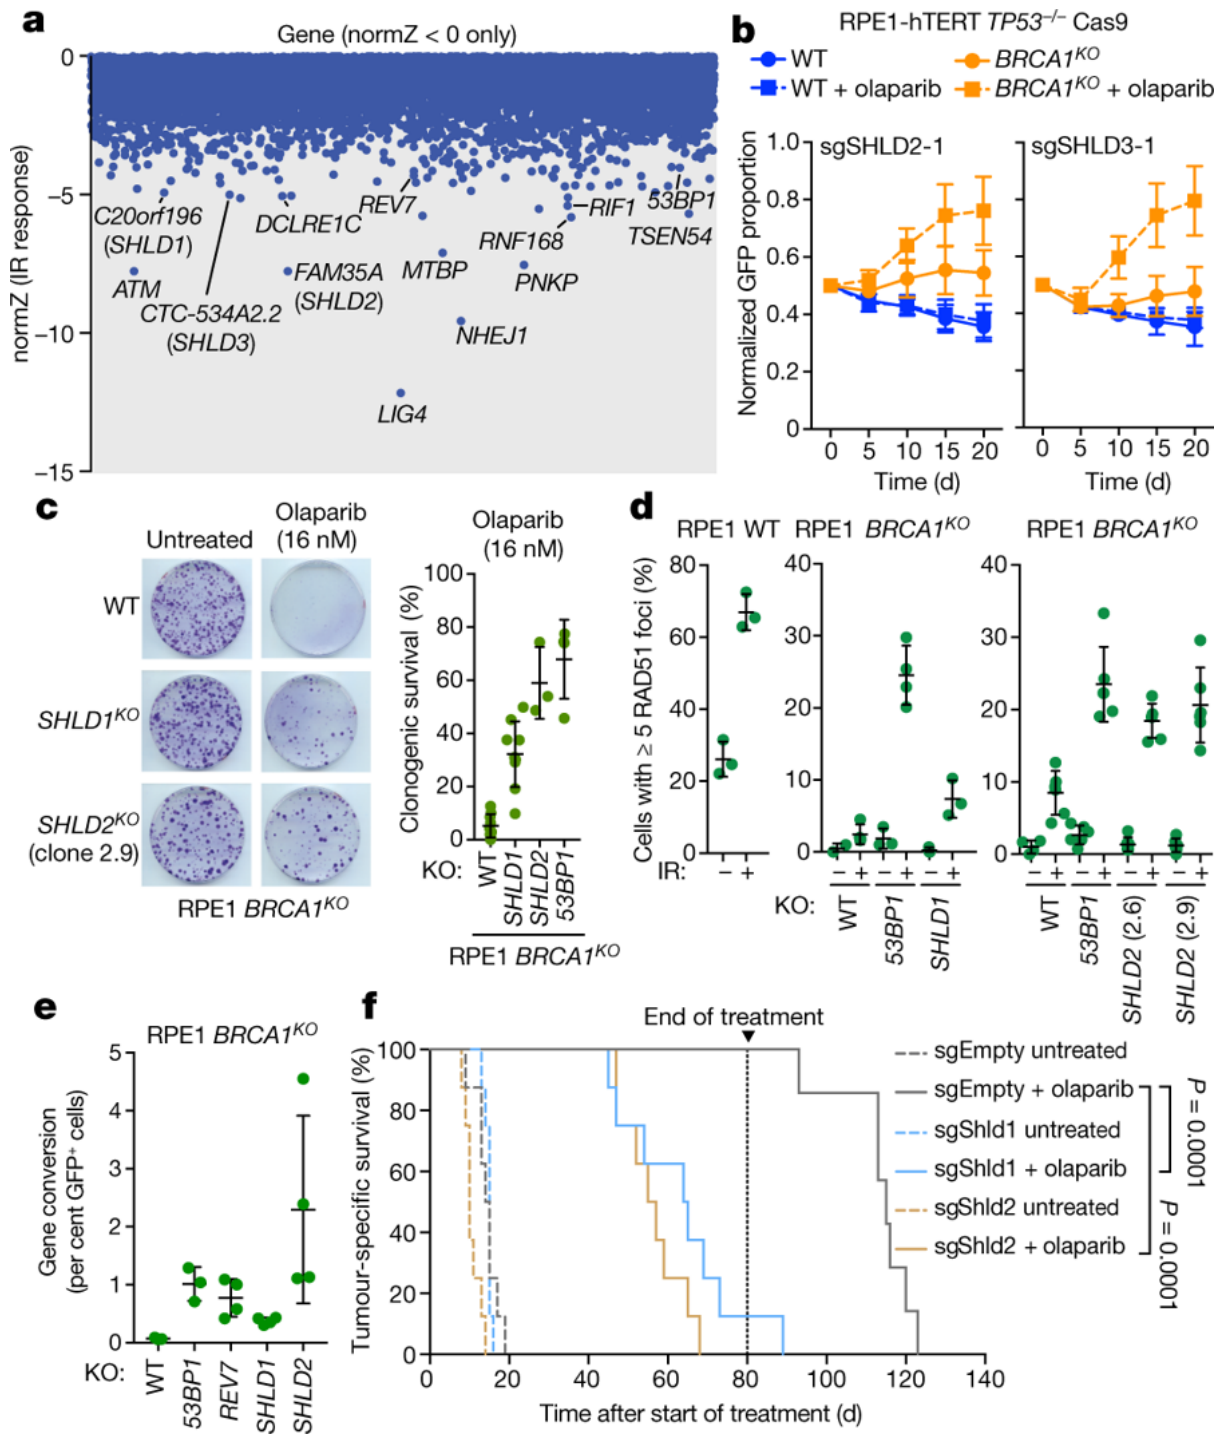 a
Gene (normZ < 0 only)
normZ (IR response)
0
−5
−10
−15
C20orf196
(SHLD1)
ATM
CTC-534A2.2
(SHLD3)
DCLRE1C
FAM35A
(SHLD2)
REV7
MTBP
NHEJ1
LIG4
RNF168
RIF1
PNKP
53BP1
TSEN54
b
RPE1-hTERT TP53–/– Cas9
WT
BRCA1KO
WT + olaparib
BRCA1KO + olaparib
sgSHLD2-1
sgSHLD3-1
Normalized GFP proportion
1.0
0.8
0.6
0.4
0.2
0
0 5 10 15 20
0 5 10 15 20
Time (d)
Time (d)
c
Untreated
Olaparib
(16 nM)
WT
SHLD1KO
SHLD2KO
(clone 2.9)
RPE1 BRCA1KO
Olaparib
(16 nM)
Clonogenic survival (%)
100
80
60
40
20
0
KO:
WT
SHLD1
SHLD2
53BP1
RPE1 BRCA1KO
d
RPE1 WT
RPE1 BRCA1KO
RPE1 BRCA1KO
Cells with ≥ 5 RAD51 foci (%)
80
60
40
20
0
40
30
20
10
0
40
30
20
10
0
IR:
− +
− + − + − +
− + − + − + − +
KO:
WT
53BP1
SHLD1
WT
53BP1
SHLD2 (2.6)
SHLD2 (2.9)
e
RPE1 BRCA1KO
Gene conversion
(per cent GFP+ cells)
5
4
3
2
1
0
KO:
WT
53BP1
REV7
SHLD1
SHLD2
f
End of treatment
Tumour-specific survival (%)
100
80
60
40
20
0
0 20 40 60 80 100 120 140
Time after start of treatment (d)
sgEmpty untreated
sgEmpty + olaparib
sgShld1 untreated
sgShld1 + olaparib
sgShld2 untreated
sgShld2 + olaparib
P = 0.0001
P = 0.0001